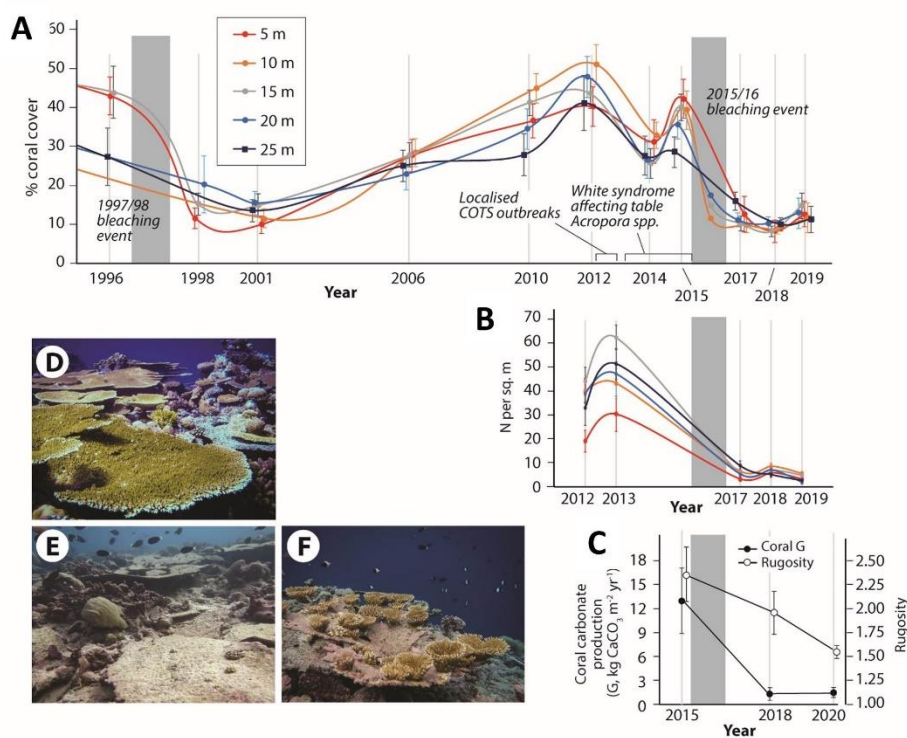 A
% coral cover
60
50
40
30
20
10
0
5 m
10 m
15 m
20 m
25 m
1997/98
bleaching
event
2015/16
bleaching event
Localised
COTS outbreaks
White syndrome
affecting table
Acropora spp.
1996
1998
2001
2006
2010
2012
2014
2015
2017
2018
2019
Year
B
N per sq. m
70
60
50
40
30
20
10
0
2012
2013
2017
2018
2019
Year
D
E
F
C
Coral G
Rugosity
Coral carbonate
production
(G, kg CaCO₃ m⁻² yr⁻¹)
18
15
12
9
6
3
0
2.50
2.25
2.00
1.75
1.50
1.25
1.00
Rugosity
2015
2018
2020
Year